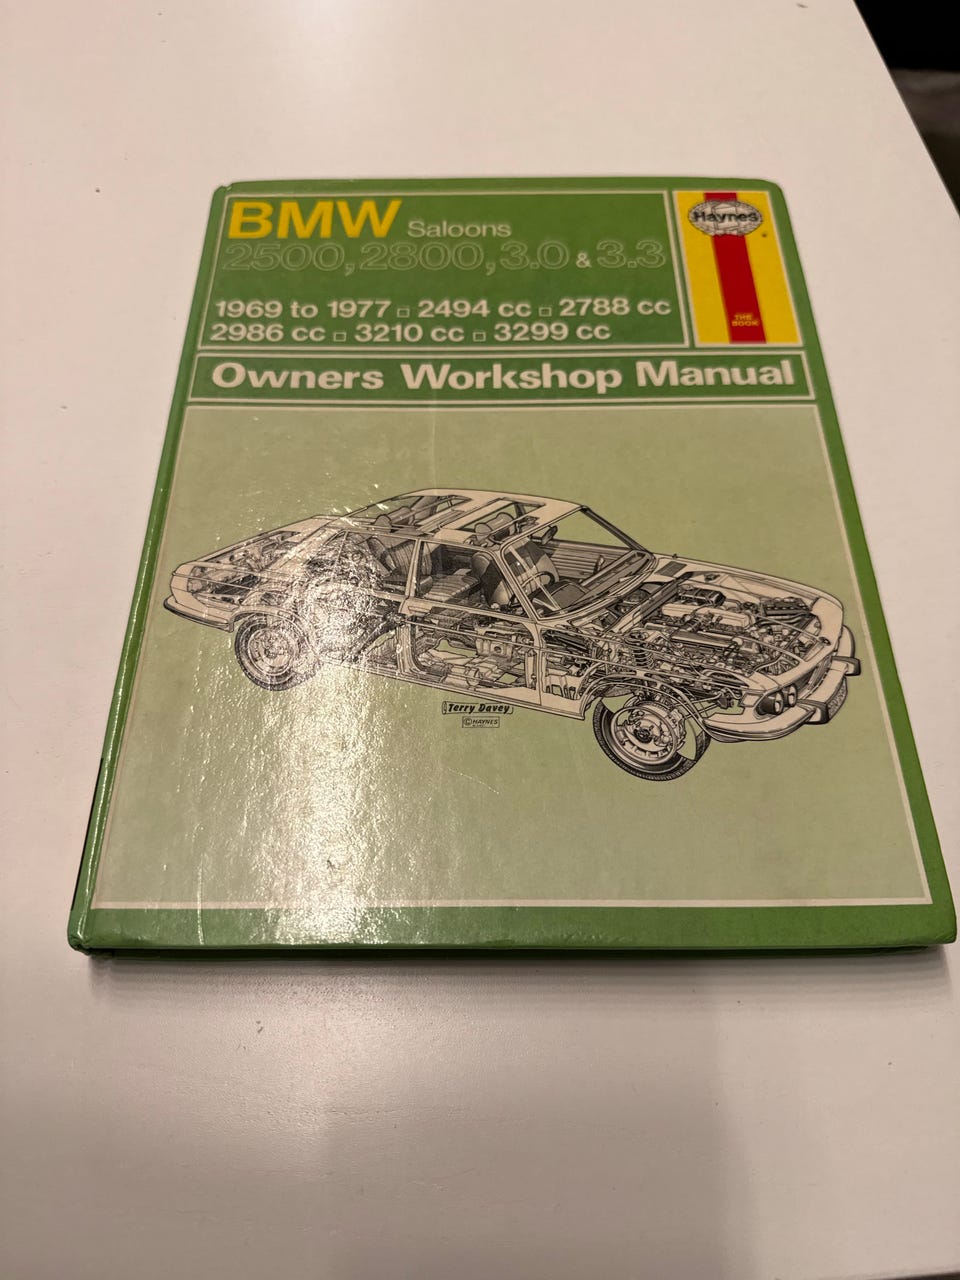 BMW Saloons
2500, 2800, 3.0 & 3.3
1969 to 1977 □ 2494 cc □ 2788 cc
2986 cc □ 3210 cc □ 3299 cc
Haynes
THE
BOOK
Owners Workshop Manual
Terry Davey
© HAYNES